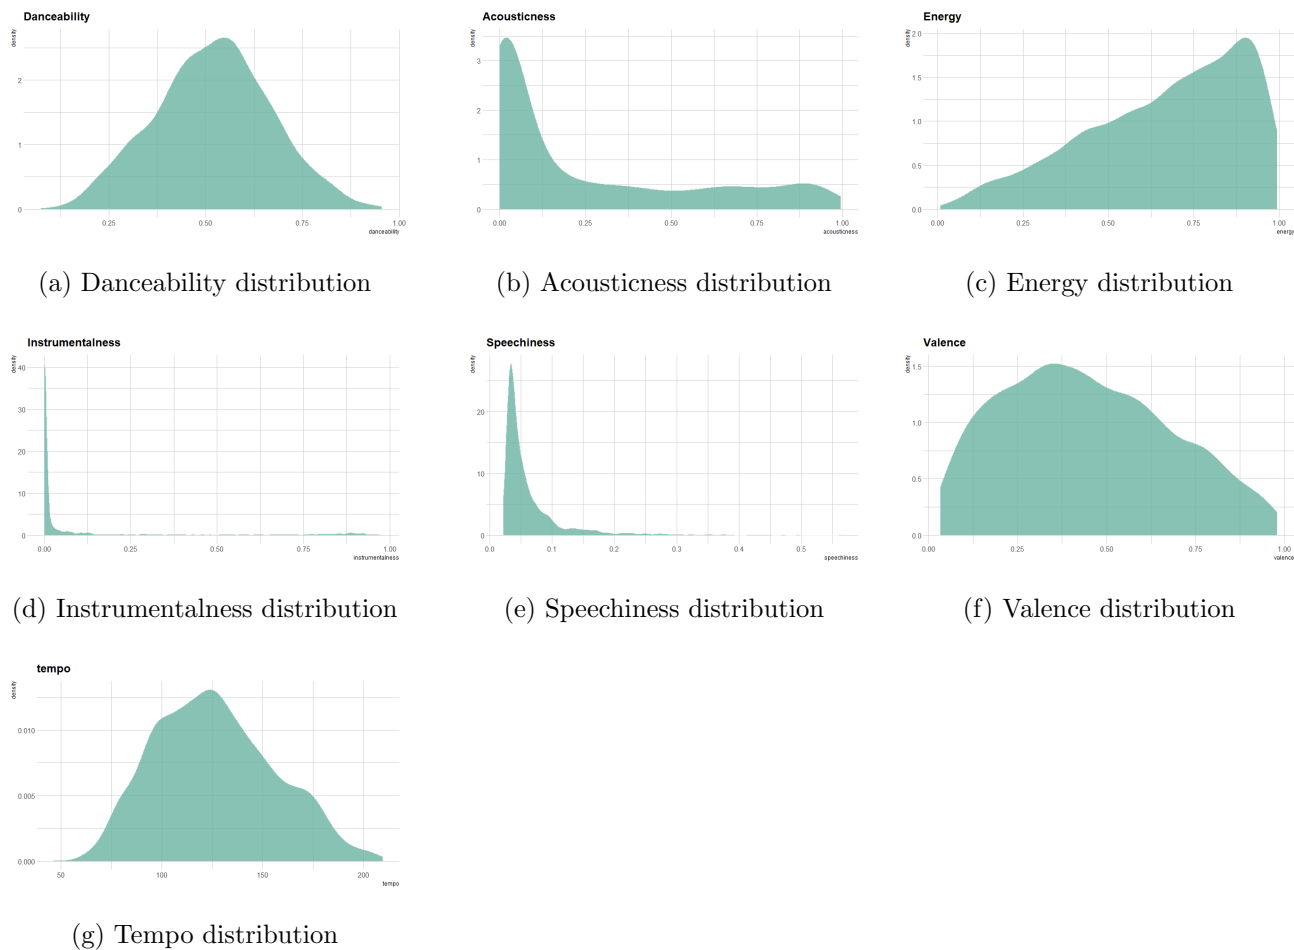 Danceability
density
2
1
0
0.25 0.50 0.75 1.00
danceability
(a) Danceability distribution
Acousticness
density
3
2
1
0
0.00 0.25 0.50 0.75 1.00
acousticness
(b) Acousticness distribution
Energy
density
2.0
1.5
1.0
0.5
0.0
0.00 0.25 0.50 0.75 1.00
energy
(c) Energy distribution
Instrumentalness
density
40
30
20
10
0
0.00 0.25 0.50 0.75 1.00
instrumentalness
(d) Instrumentalness distribution
Speechiness
density
20
10
0
0.0 0.1 0.2 0.3 0.4 0.5
speechiness
(e) Speechiness distribution
Valence
density
1.5
1.0
0.5
0.0
0.00 0.25 0.50 0.75 1.00
valence
(f) Valence distribution
tempo
density
0.010
0.005
0.000
50 100 150 200
tempo
(g) Tempo distribution